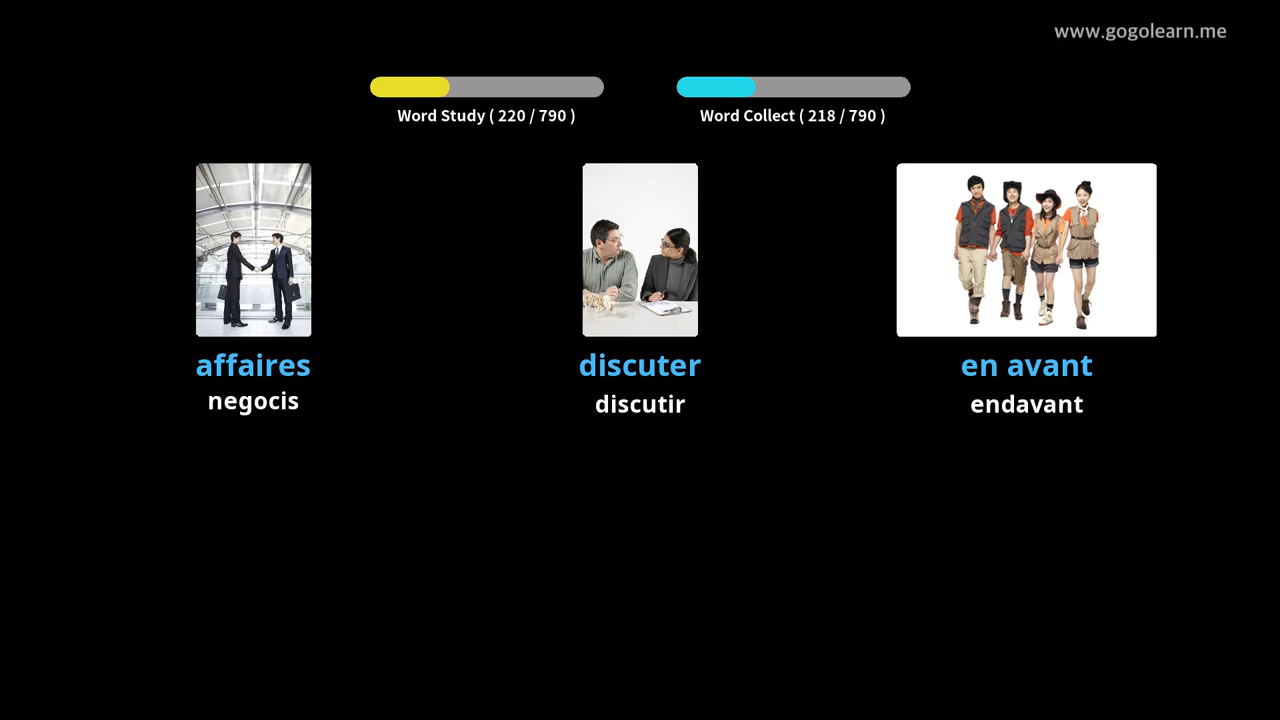 www.gogolearn.me
Word Study ( 220 / 790 )
Word Collect ( 218 / 790 )
affaires
negocis
discuter
discutir
en avant
endavant